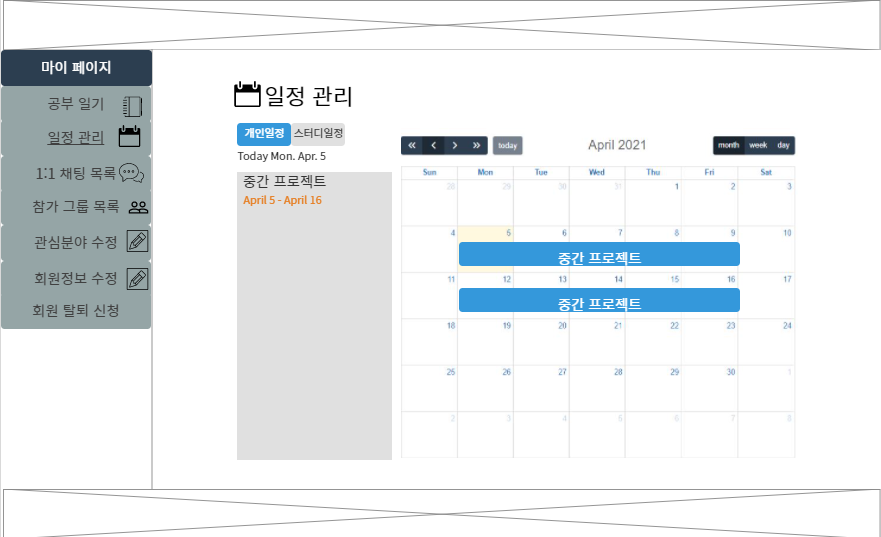 마이 페이지
공부 일기
일정 관리
1:1 채팅 목록
참가 그룹 목록
관심분야 수정
회원정보 수정
회원 탈퇴 신청
일정 관리
개인일정 스터디일정
Today Mon. Apr. 5
중간 프로젝트
April 5 - April 16
« < > » today April 2021 month week day
Sun Mon Tue Wed Thu Fri Sat
28 29 30 31 1 2 3
4 5 6 7 8 9 10
중간 프로젝트
11 12 13 14 15 16 17
중간 프로젝트
18 19 20 21 22 23 24
25 26 27 28 29 30 1
2 3 4 5 6 7 8